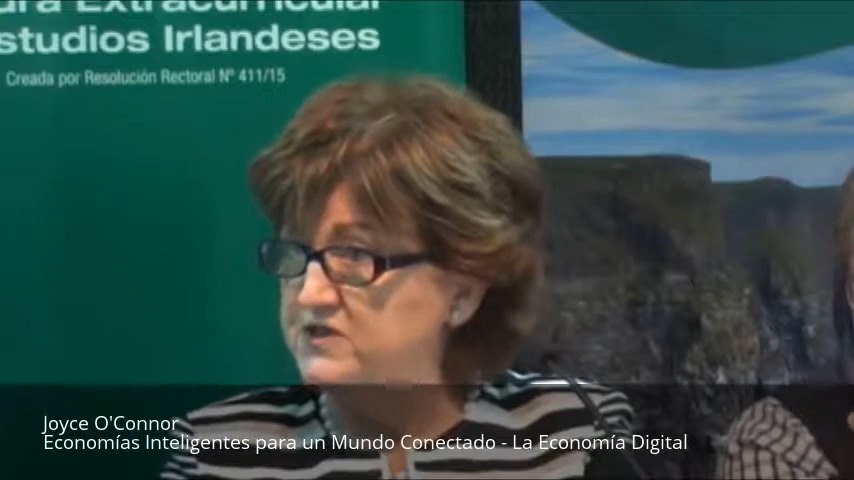 Extracurricular
studios Irlandeses
Creada por Resolución Rectoral Nº 411/15
Joyce O'Connor
Economías Inteligentes para un Mundo Conectado - La Economía Digital